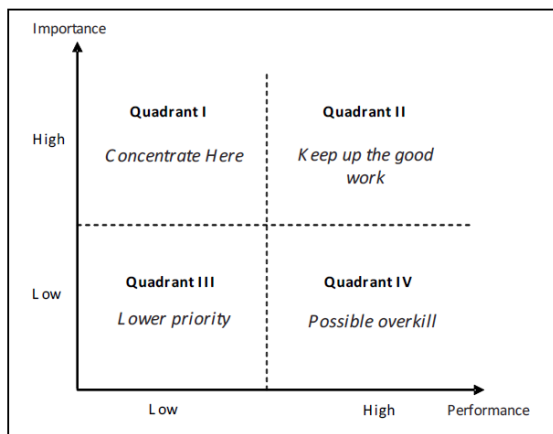 Importance
Quadrant I
Quadrant II
High
Concentrate Here
Keep up the good
work
Quadrant III
Quadrant IV
Low
Lower priority
Possible overkill
Low
High
Performance